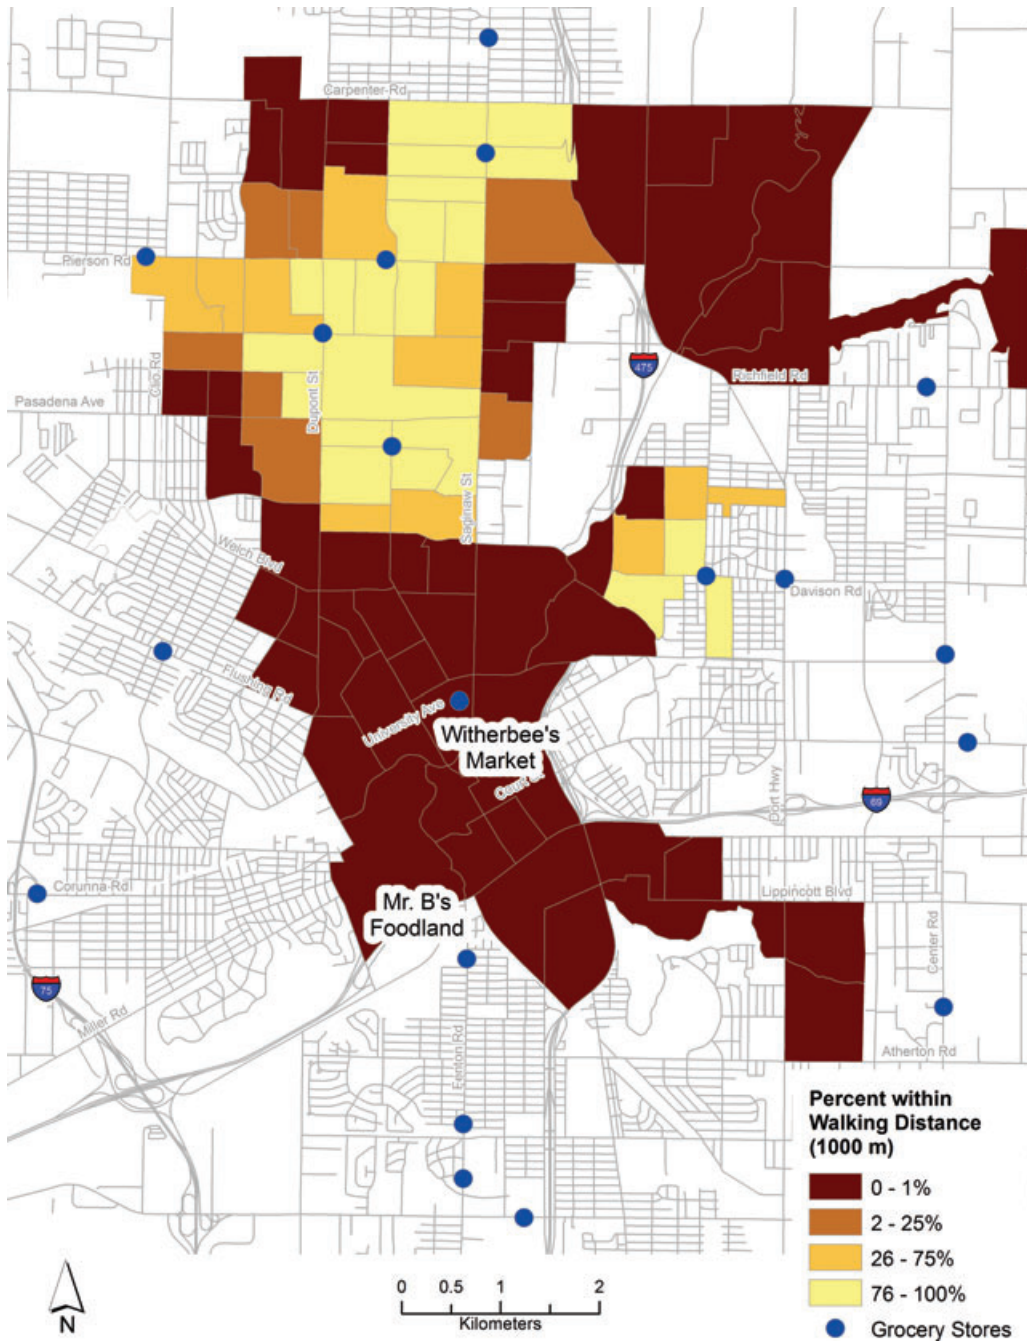 Carpenter Rd
Pierson Rd
475
Richfield Rd
Clio Rd
Pasadena Ave
Dupont St
Saginaw St
Welch Blvd
Davison Rd
Flushing Rd
University Ave
Witherbee's
Market
Court St
Dort Hwy
69
Corunna Rd
Lippincott Blvd
Mr. B's
Foodland
Center Rd
75
Miller Rd
Fenton Rd
Atherton Rd
Percent within
Walking Distance
(1000 m)
0 - 1%
2 - 25%
26 - 75%
76 - 100%
Grocery Stores
0 0.5 1 2
Kilometers
N